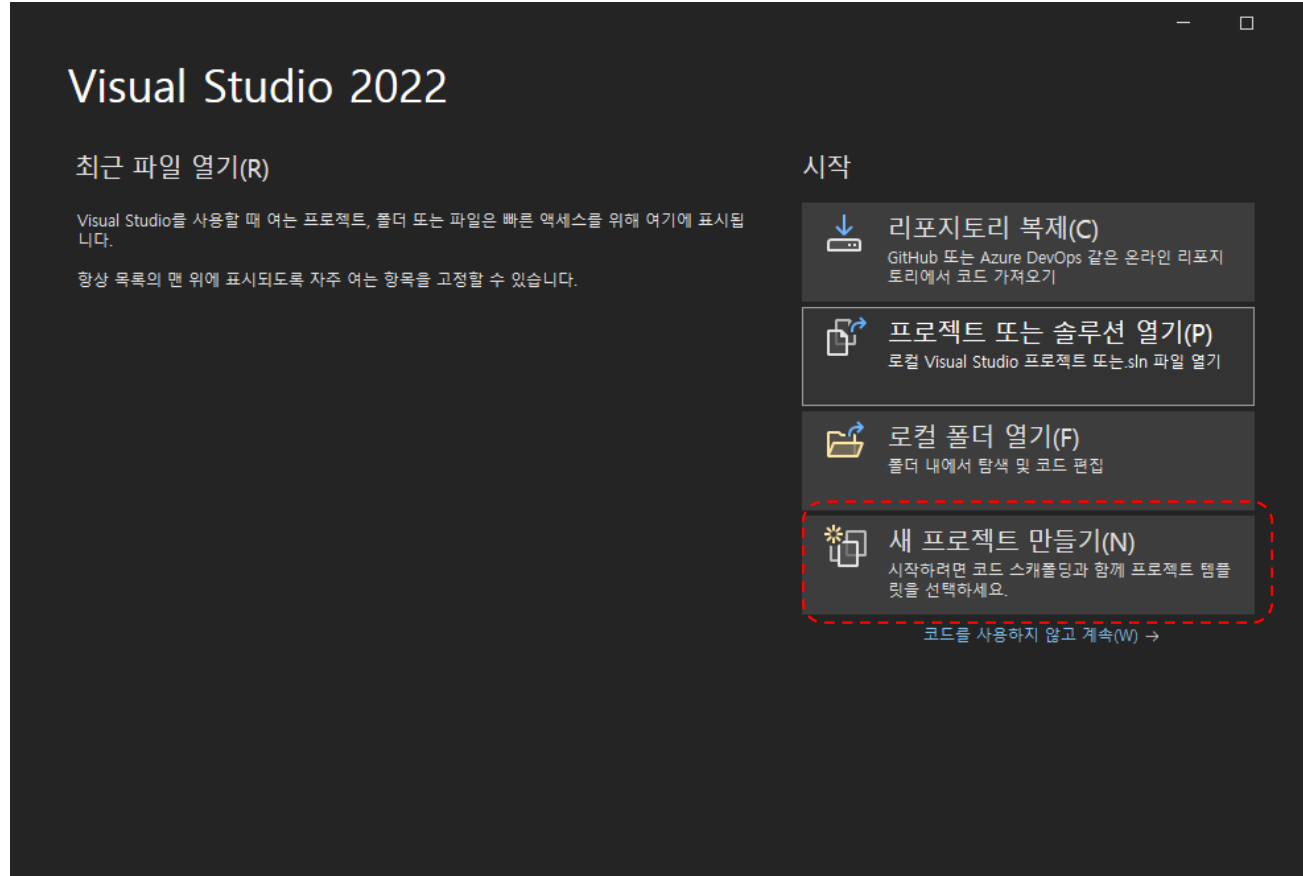 Visual Studio 2022
최근 파일 열기(R)
Visual Studio를 사용할 때 여는 프로젝트, 폴더 또는 파일은 빠른 액세스를 위해 여기에 표시됩
니다.
항상 목록의 맨 위에 표시되도록 자주 여는 항목을 고정할 수 있습니다.
시작
리포지토리 복제(C)
GitHub 또는 Azure DevOps 같은 온라인 리포지
토리에서 코드 가져오기
프로젝트 또는 솔루션 열기(P)
로컬 Visual Studio 프로젝트 또는.sln 파일 열기
로컬 폴더 열기(F)
폴더 내에서 탐색 및 코드 편집
새 프로젝트 만들기(N)
시작하려면 코드 스캐폴딩과 함께 프로젝트 템플
릿을 선택하세요.
코드를 사용하지 않고 계속(W) →